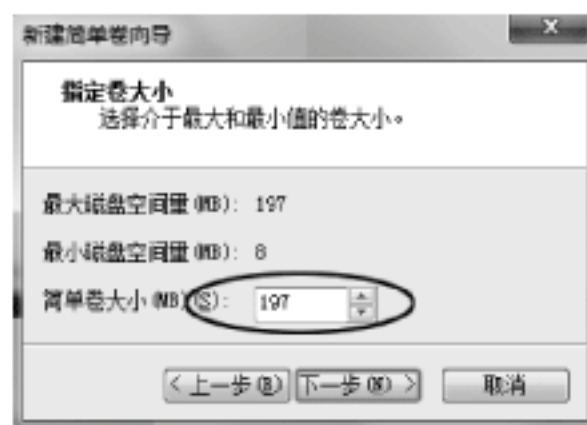 新建简单卷向导
指定卷大小
选择介于最大和最小值的卷大小。
最大磁盘空间量(MB): 197
最小磁盘空间量(MB): 8
简单卷大小(MB)(S): 197
< 上一步(B) 下一步(N) > 取消